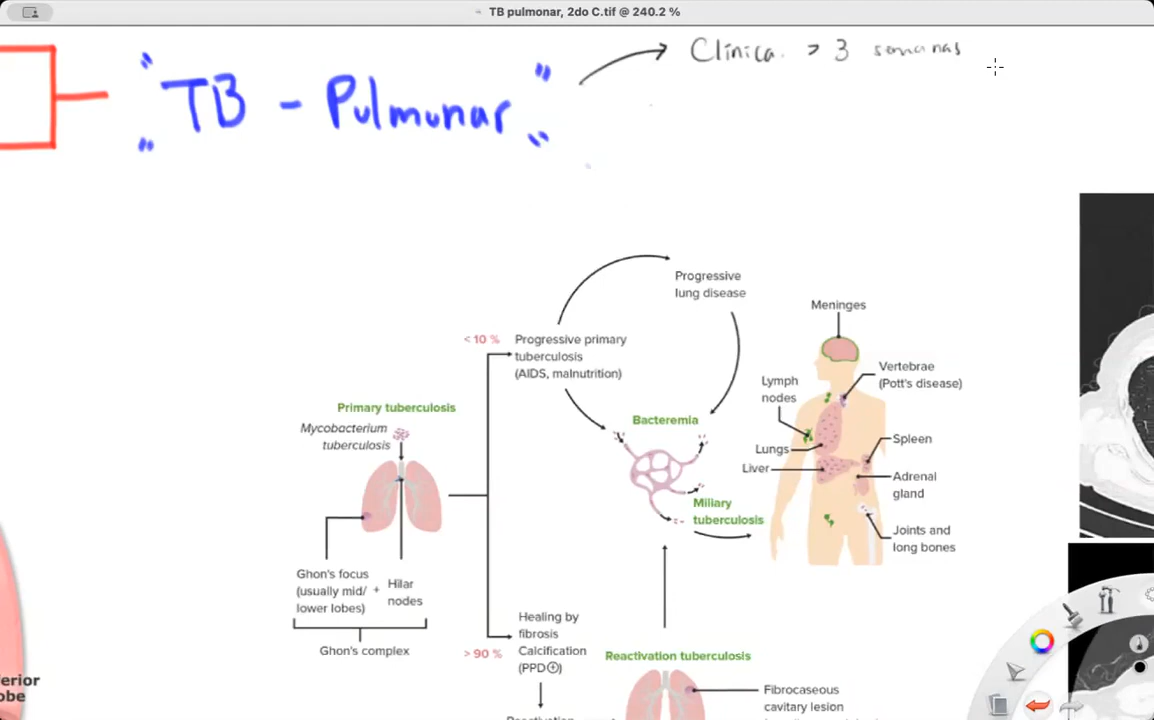 TB pulmonar, 2do C.tif @ 240.2 %
Clínica. > 3 semanas
"TB - Pulmonar"
Progressive
lung disease
Meninges
< 10 %
Progressive primary
tuberculosis
(AIDS, malnutrition)
Vertebrae
(Pott's disease)
Lymph
nodes
Primary tuberculosis
Mycobacterium
tuberculosis
Bacteremia
Spleen
Lungs
Liver
Adrenal
gland
Miliary
tuberculosis
Joints and
long bones
Ghon's focus
(usually mid/
lower lobes)
+
Hilar
nodes
Ghon's complex
Healing by
fibrosis
> 90 %
Calcification
(PPD⊕)
Reactivation tuberculosis
Fibrocaseous
cavitary lesion
erior
obe